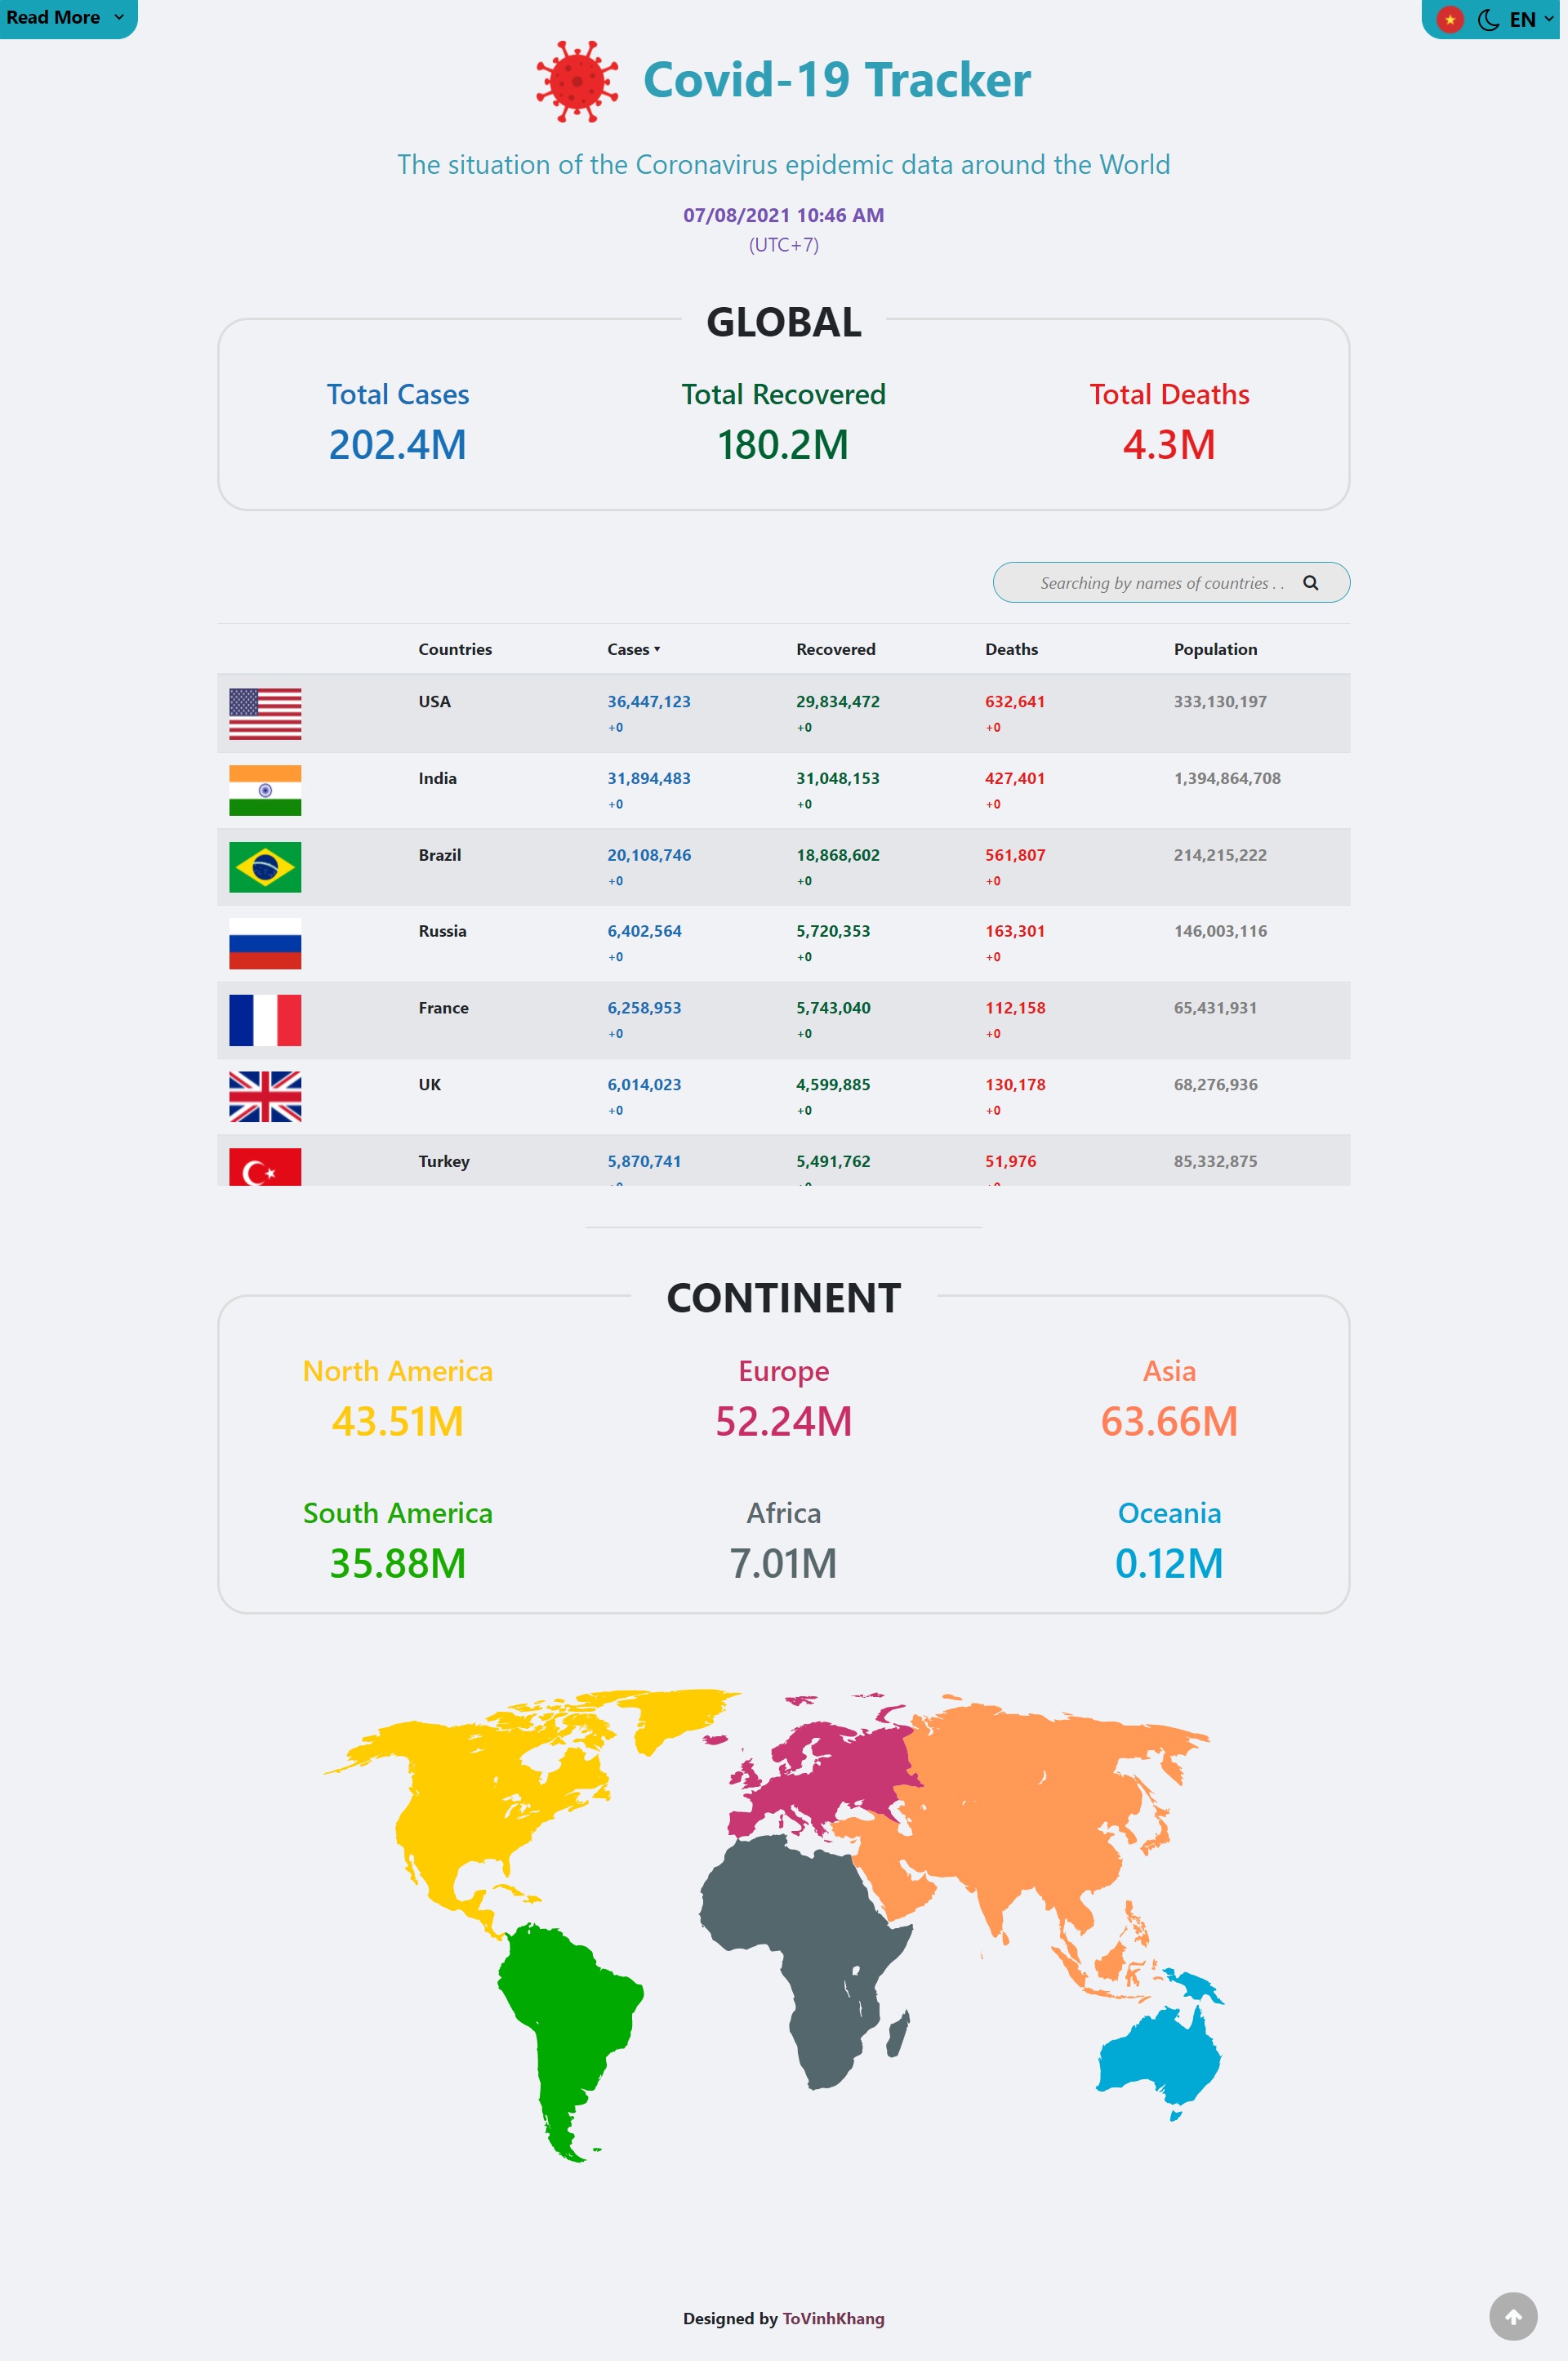 Read More
EN
Covid-19 Tracker
The situation of the Coronavirus epidemic data around the World
07/08/2021 10:46 AM
(UTC+7)
GLOBAL
Total Cases Total Recovered Total Deaths
202.4M 180.2M 4.3M
Searching by names of countries . .
Countries Cases Recovered Deaths Population
USA 36,447,123 29,834,472 632,641 333,130,197
+0 +0 +0
India 31,894,483 31,048,153 427,401 1,394,864,708
+0 +0 +0
Brazil 20,108,746 18,868,602 561,807 214,215,222
+0 +0 +0
Russia 6,402,564 5,720,353 163,301 146,003,116
+0 +0 +0
France 6,258,953 5,743,040 112,158 65,431,931
+0 +0 +0
UK 6,014,023 4,599,885 130,178 68,276,936
+0 +0 +0
Turkey 5,870,741 5,491,762 51,976 85,332,875
CONTINENT
North America Europe Asia
43.51M 52.24M 63.66M
South America Africa Oceania
35.88M 7.01M 0.12M
Designed by ToVinhKhang